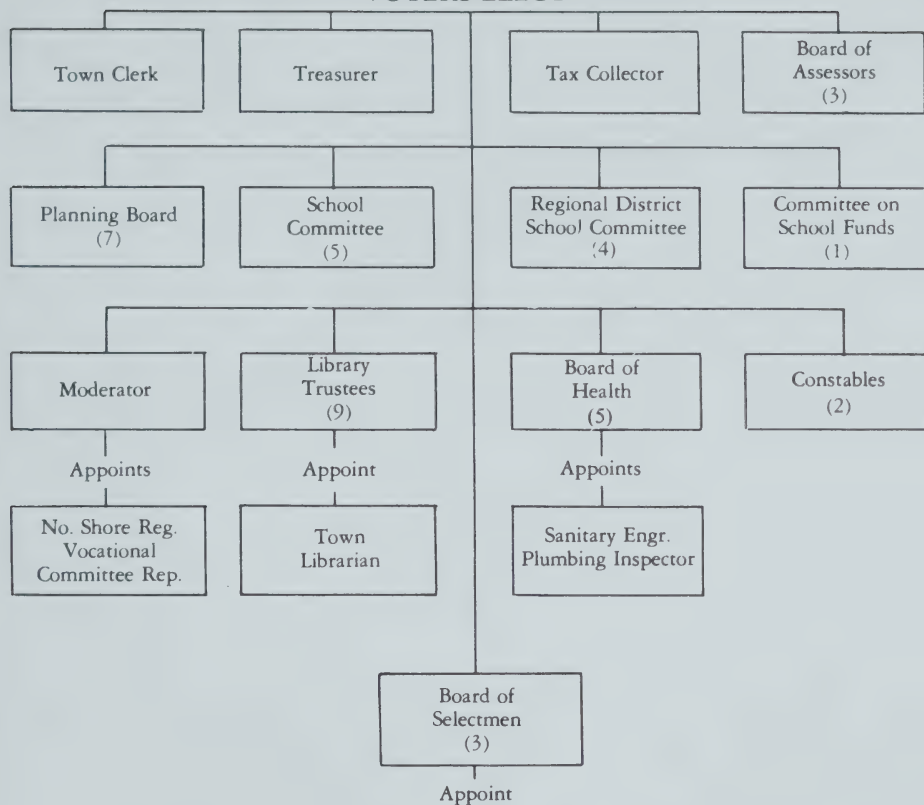 Town Clerk
Treasurer
Tax Collector
Board of
Assessors
(3)
Planning Board
(7)
School
Committee
(5)
Regional District
School Committee
(4)
Committee on
School Funds
(1)
Moderator
Library
Trustees
(9)
Board of
Health
(5)
Constables
(2)
Appoints
Appoint
Appoints
No. Shore Reg.
Vocational
Committee Rep.
Town
Librarian
Sanitary Engr.
Plumbing Inspector
Board of
Selectmen
(3)
Appoint